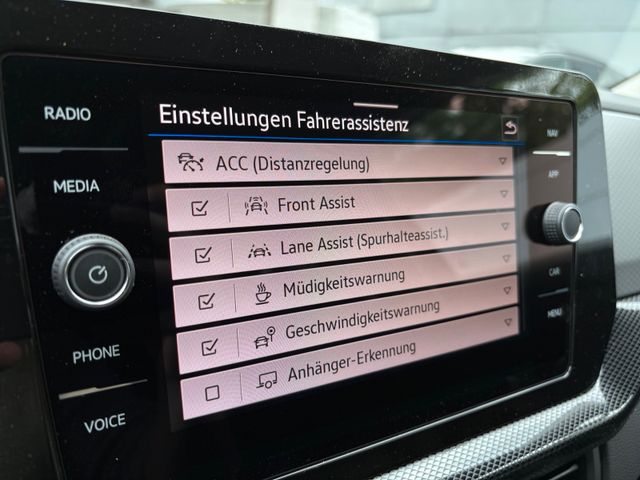 RADIO
MEDIA
PHONE
VOICE
Einstellungen Fahrerassistenz
ACC (Distanzregelung)
Front Assist
Lane Assist (Spurhalteassist.)
Müdigkeitswarnung
Geschwindigkeitswarnung
Anhänger-Erkennung
NAV
APP
CAR
MENU